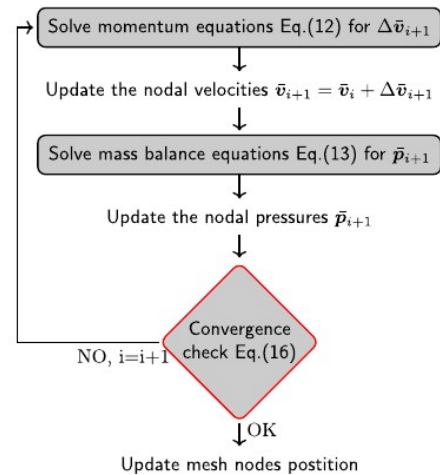 Solve momentum equations Eq.(12) for Δv̄ᵢ₊₁
Update the nodal velocities v̄ᵢ₊₁ = v̄ᵢ + Δv̄ᵢ₊₁
Solve mass balance equations Eq.(13) for p̄ᵢ₊₁
Update the nodal pressures p̄ᵢ₊₁
Convergence
check Eq.(16)
NO, i=i+1
OK
Update mesh nodes postition